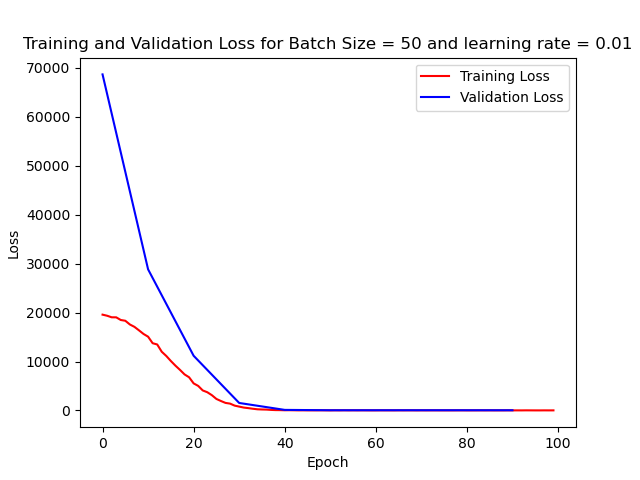 Training and Validation Loss for Batch Size = 50 and learning rate = 0.01
Training Loss
Validation Loss
70000
60000
50000
40000
30000
20000
10000
0
Loss
0 20 40 60 80 100
Epoch